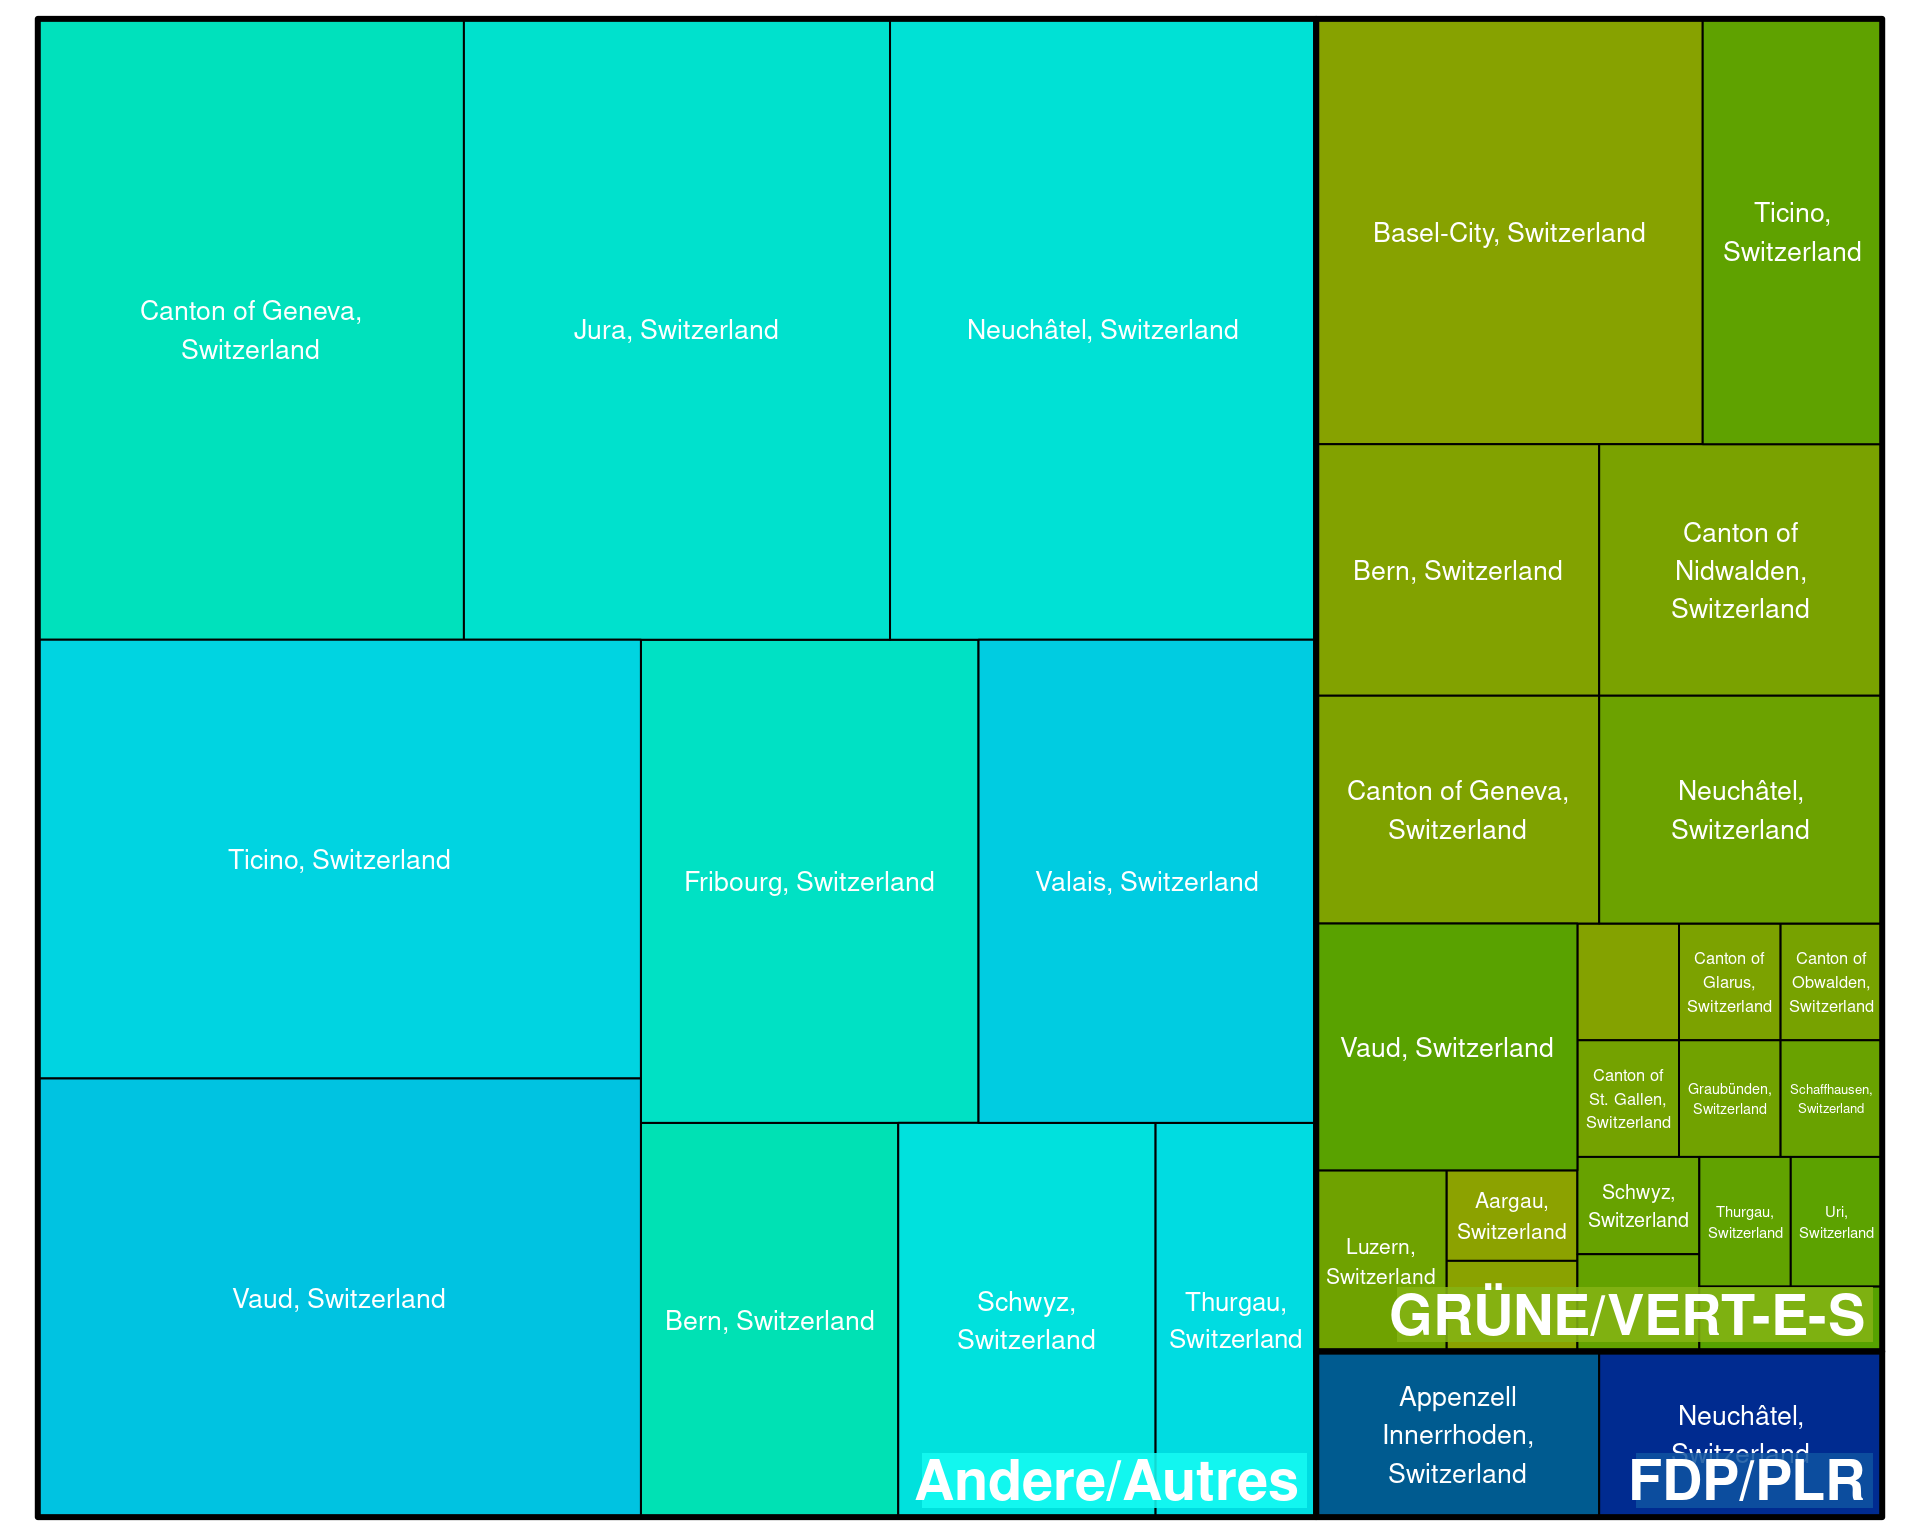 Canton of Geneva,
Switzerland
Jura, Switzerland
Neuchâtel, Switzerland
Ticino, Switzerland
Fribourg, Switzerland
Valais, Switzerland
Vaud, Switzerland
Bern, Switzerland
Schwyz,
Switzerland
Thurgau,
Switzerland
Andere/Autres
Basel-City, Switzerland
Ticino,
Switzerland
Bern, Switzerland
Canton of
Nidwalden,
Switzerland
Canton of Geneva,
Switzerland
Neuchâtel,
Switzerland
Vaud, Switzerland
Canton of
Glarus,
Switzerland
Canton of
Obwalden,
Switzerland
Canton of
St. Gallen,
Switzerland
Graubünden,
Switzerland
Schaffhausen,
Switzerland
Luzern,
Switzerland
Aargau,
Switzerland
Schwyz,
Switzerland
Thurgau,
Switzerland
Uri,
Switzerland
GRÜNE/VERT-E-S
Appenzell
Innerrhoden,
Switzerland
Neuchâtel,
Switzerland
FDP/PLR